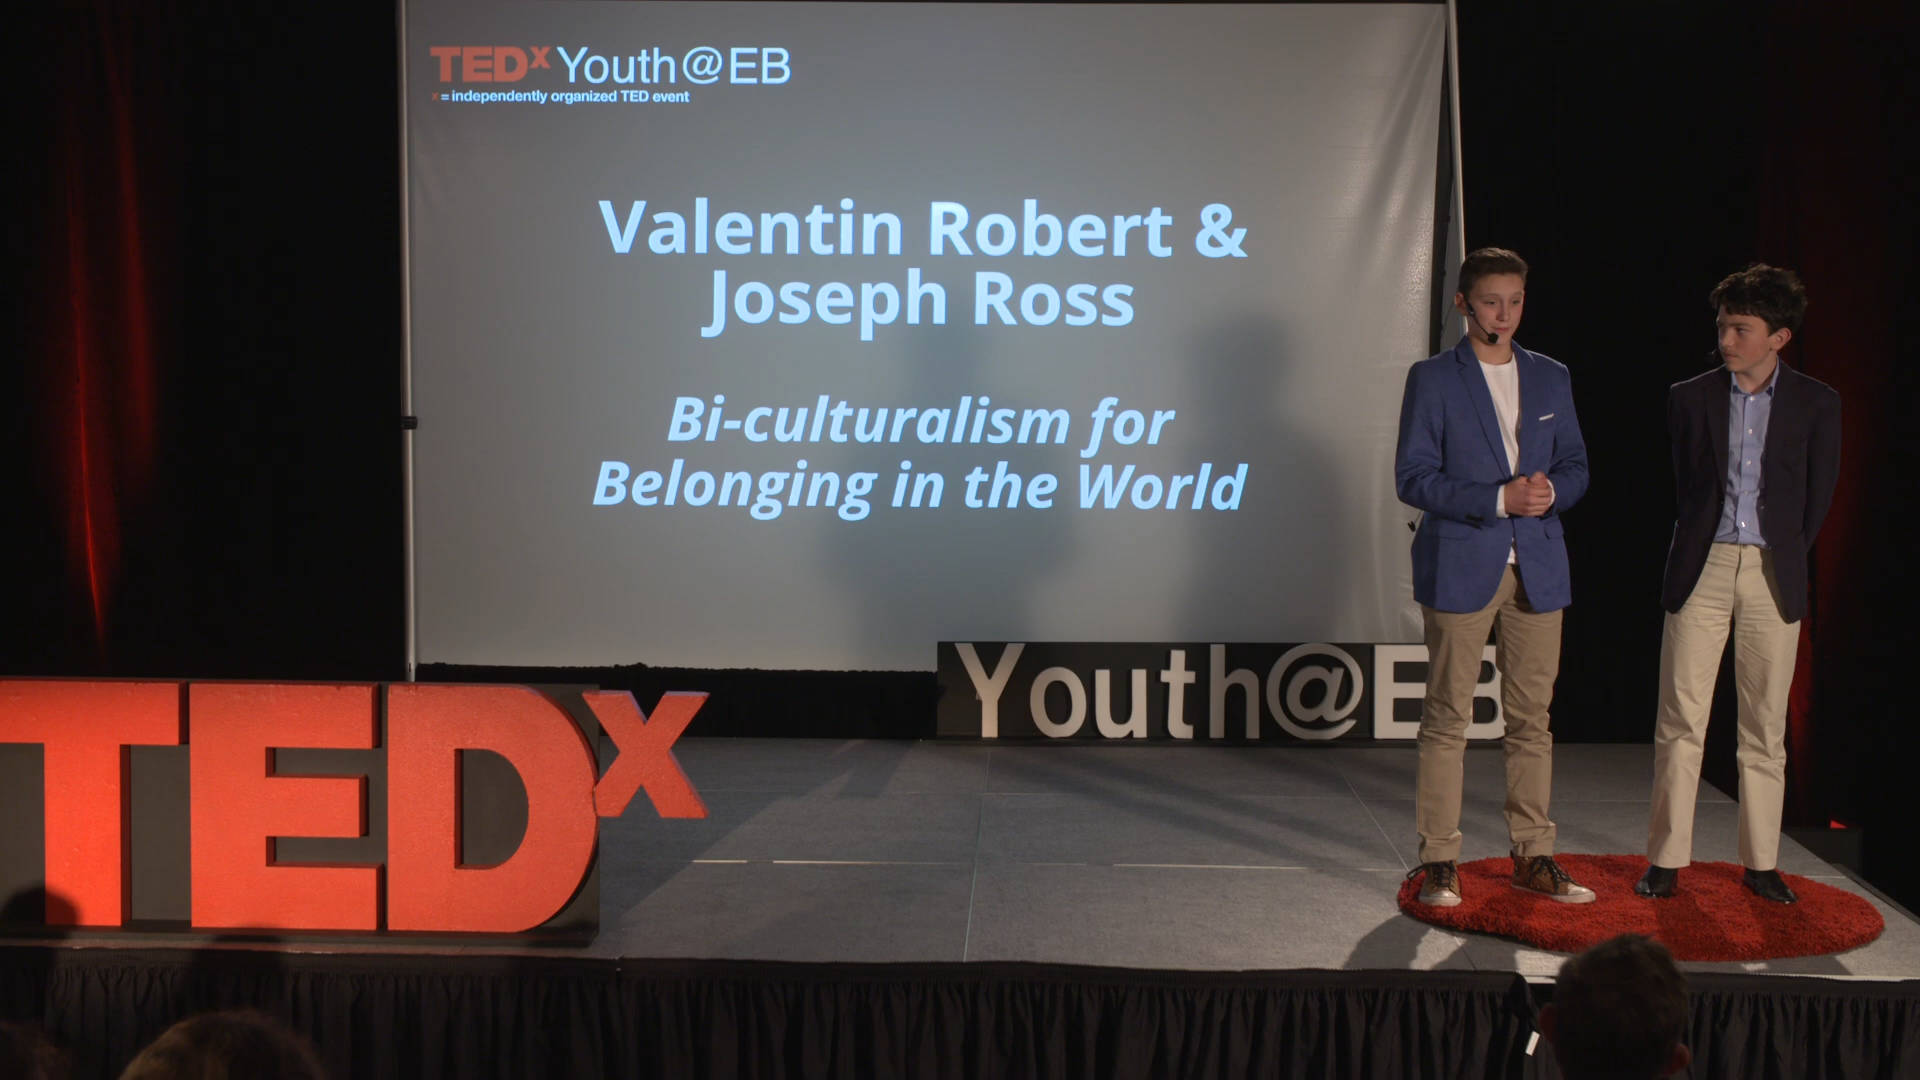 TEDx Youth@EB
x = independently organized TED event
Valentin Robert &
Joseph Ross
Bi-culturalism for
Belonging in the World
Youth@EB
TEDx